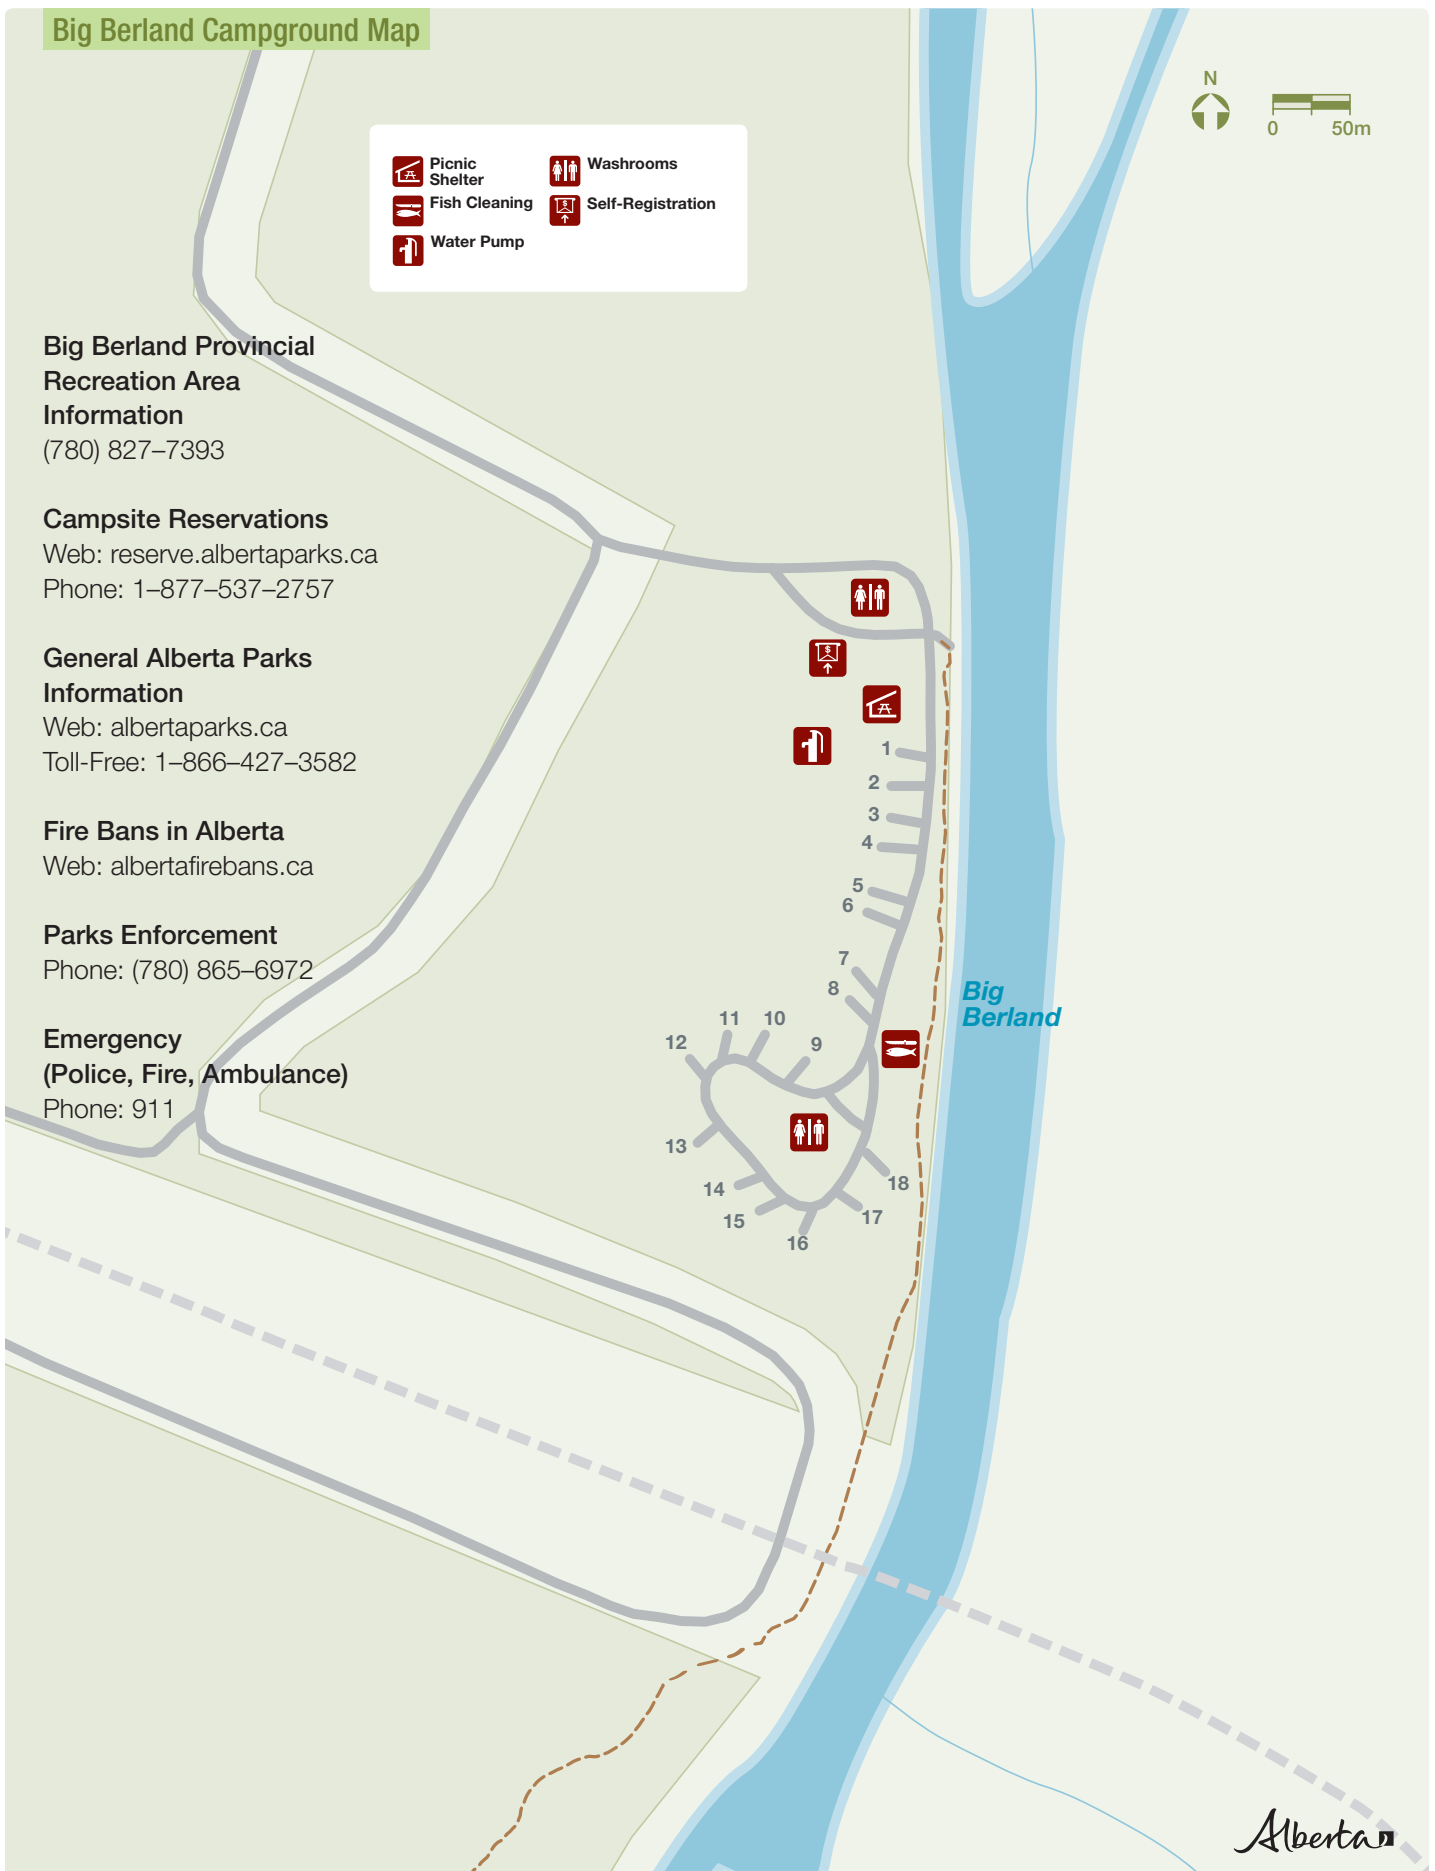 Big Berland Campground Map
N
0 50m
Picnic
Shelter
Washrooms
Fish Cleaning
Self-Registration
Water Pump
Big Berland Provincial
Recreation Area
Information
(780) 827–7393
Campsite Reservations
Web: reserve.albertaparks.ca
Phone: 1–877–537–2757
General Alberta Parks
Information
Web: albertaparks.ca
Toll-Free: 1–866–427–3582
Fire Bans in Alberta
Web: albertafirebans.ca
Parks Enforcement
Phone: (780) 865–6972
Emergency
(Police, Fire, Ambulance)
Phone: 911
1
2
3
4
5
6
7
8
9
10
11
12
13
14
15
16
17
18
Big
Berland
Alberta